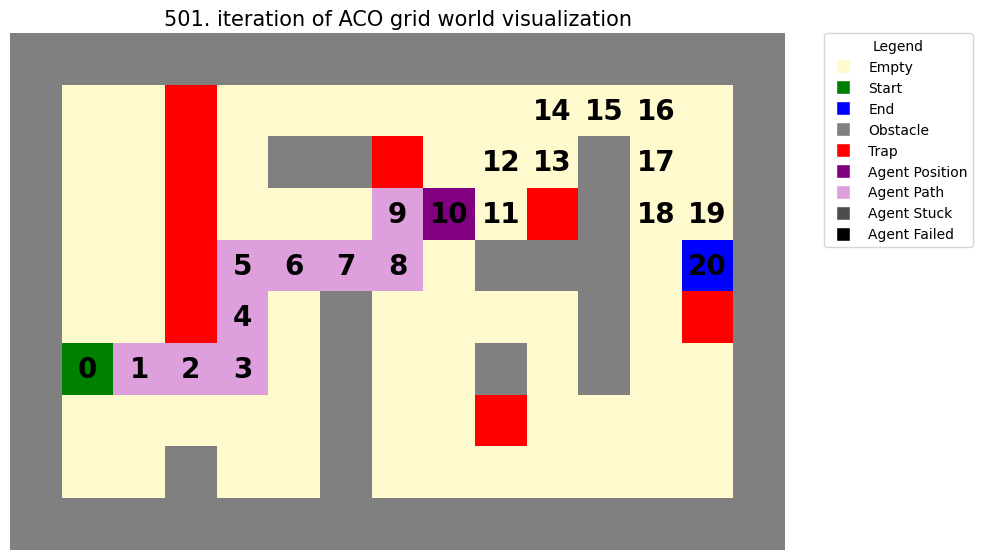 501. iteration of ACO grid world visualization
14 15 16
12 13 17
9 10 11 18 19
5 6 7 8 20
4
0 1 2 3
Legend
Empty
Start
End
Obstacle
Trap
Agent Position
Agent Path
Agent Stuck
Agent Failed